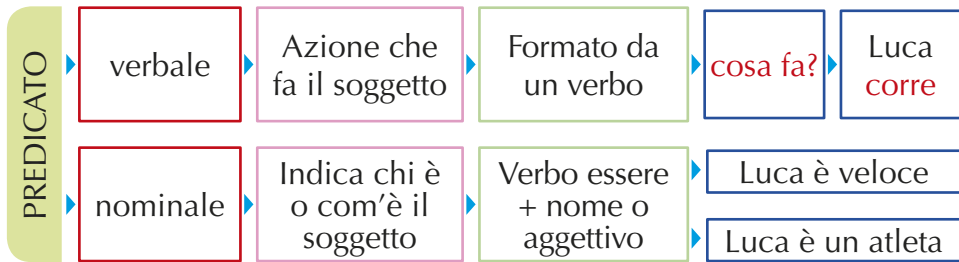 PREDICATO
verbale
Azione che
fa il soggetto
Formato da
un verbo
cosa fa?
Luca
corre
nominale
Indica chi è
o com’è il
soggetto
Verbo essere
+ nome o
aggettivo
Luca è veloce
Luca è un atleta